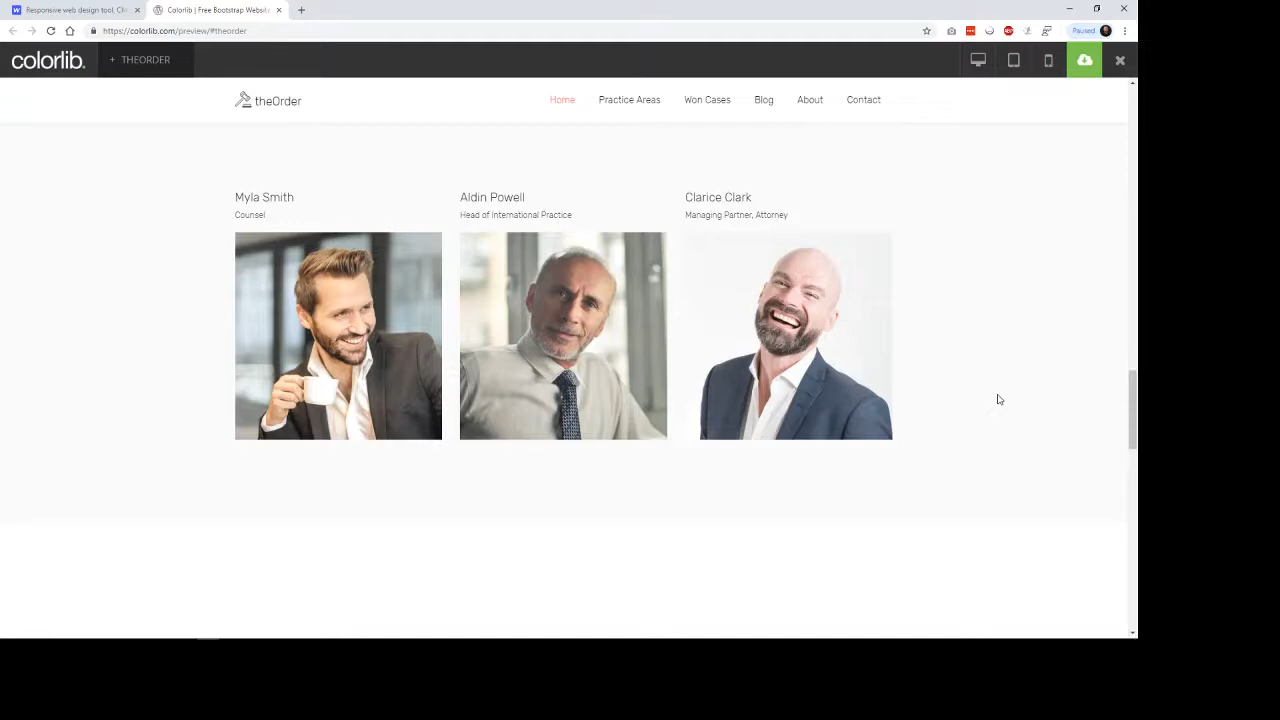 Responsive web design tool, C
Colorlib | Free Bootstrap Websit
https://colorlib.com/preview/#theorder
Paused
colorlib.
+ THEORDER
theOrder
Home
Practice Areas
Won Cases
Blog
About
Contact
Myla Smith
Counsel
Aldin Powell
Head of International Practice
Clarice Clark
Managing Partner, Attorney